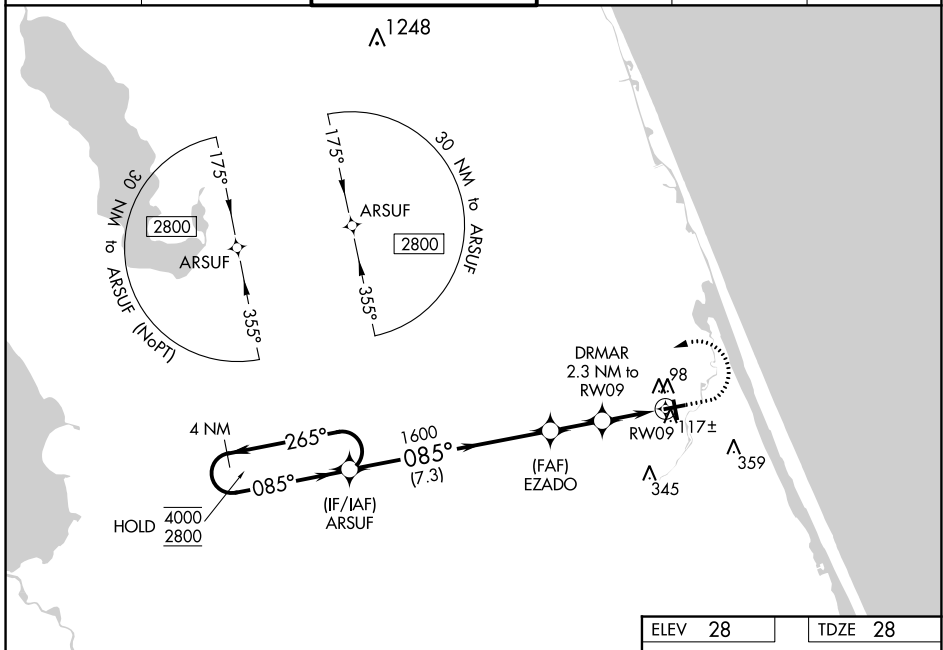 1248
175°
30 NM to ARSUF (NoPT)
2800
ARSUF
355°
175°
30 NM to ARSUF
ARSUF
2800
355°
DRMAR
2.3 NM to
RW09
98
RW09
117±
359
345
4 NM
265°
085°
1600
085°
(7.3)
(FAF)
EZADO
(IF/IAF)
ARSUF
HOLD
4000
2800
ELEV 28
TDZE 28